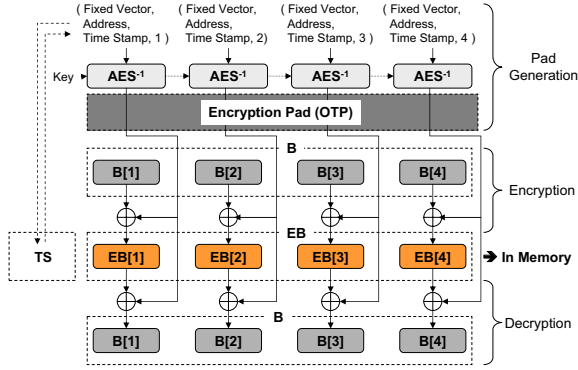 ( Fixed Vector, ( Fixed Vector, ( Fixed Vector, ( Fixed Vector,
Address, Address, Address, Address,
Time Stamp, 1 ) Time Stamp, 2) Time Stamp, 3 ) Time Stamp, 4 )
Pad
Generation
Key AES-1 AES-1 AES-1 AES-1
Encryption Pad (OTP)
B
B[1] B[2] B[3] B[4]
Encryption
EB
TS EB[1] EB[2] EB[3] EB[4] ➔ In Memory
B
Decryption
B[1] B[2] B[3] B[4]